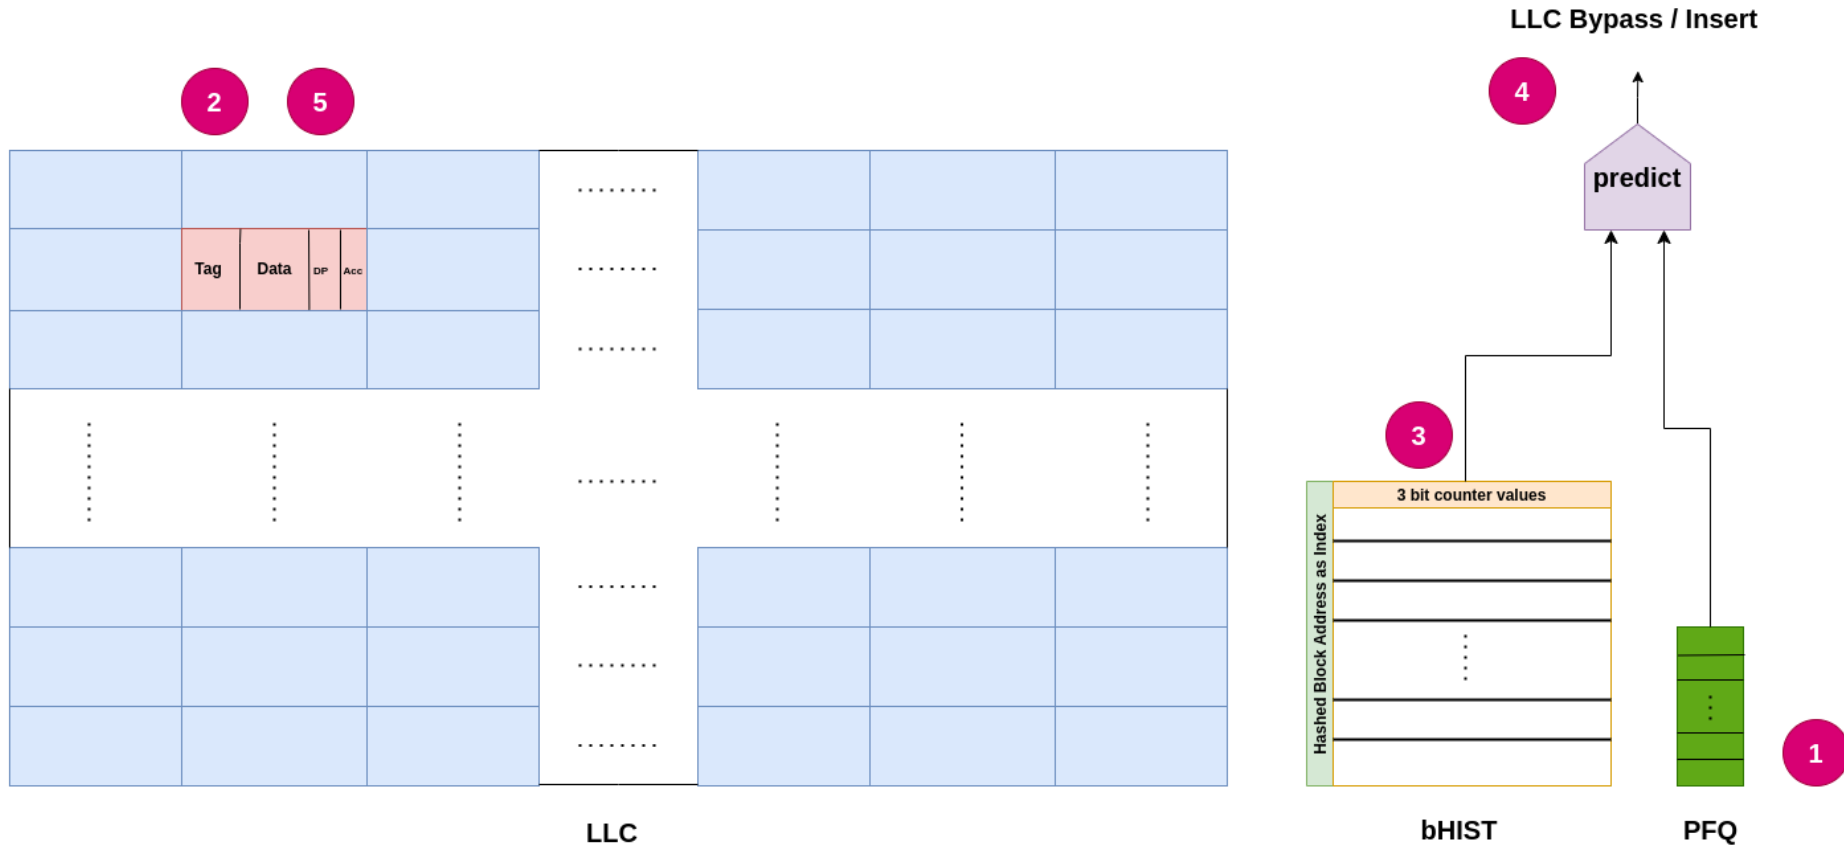 LLC Bypass / Insert
2
5
4
predict
Tag
Data
DP
Acc
3
3 bit counter values
Hashed Block Address as Index
1
LLC
bHIST
PFQ